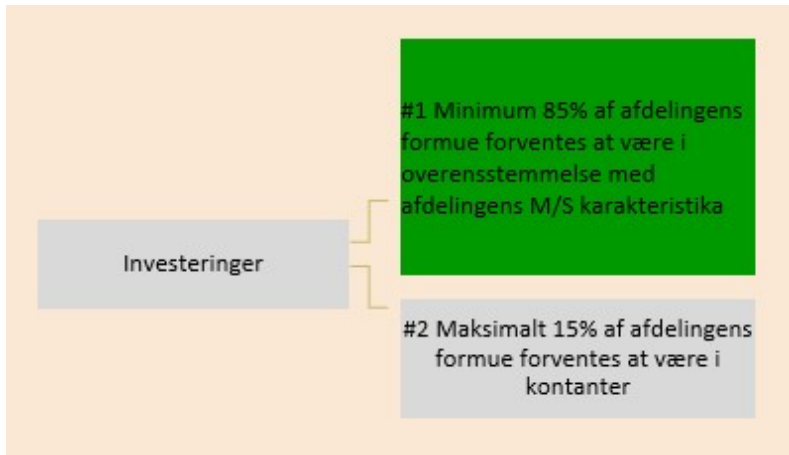 #1 Minimum 85% af afdelingens
formue forventes at være i
overensstemmelse med
afdelingens M/S karakteristika
Investeringer
#2 Maksimalt 15% af afdelingens
formue forventes at være i
kontanter